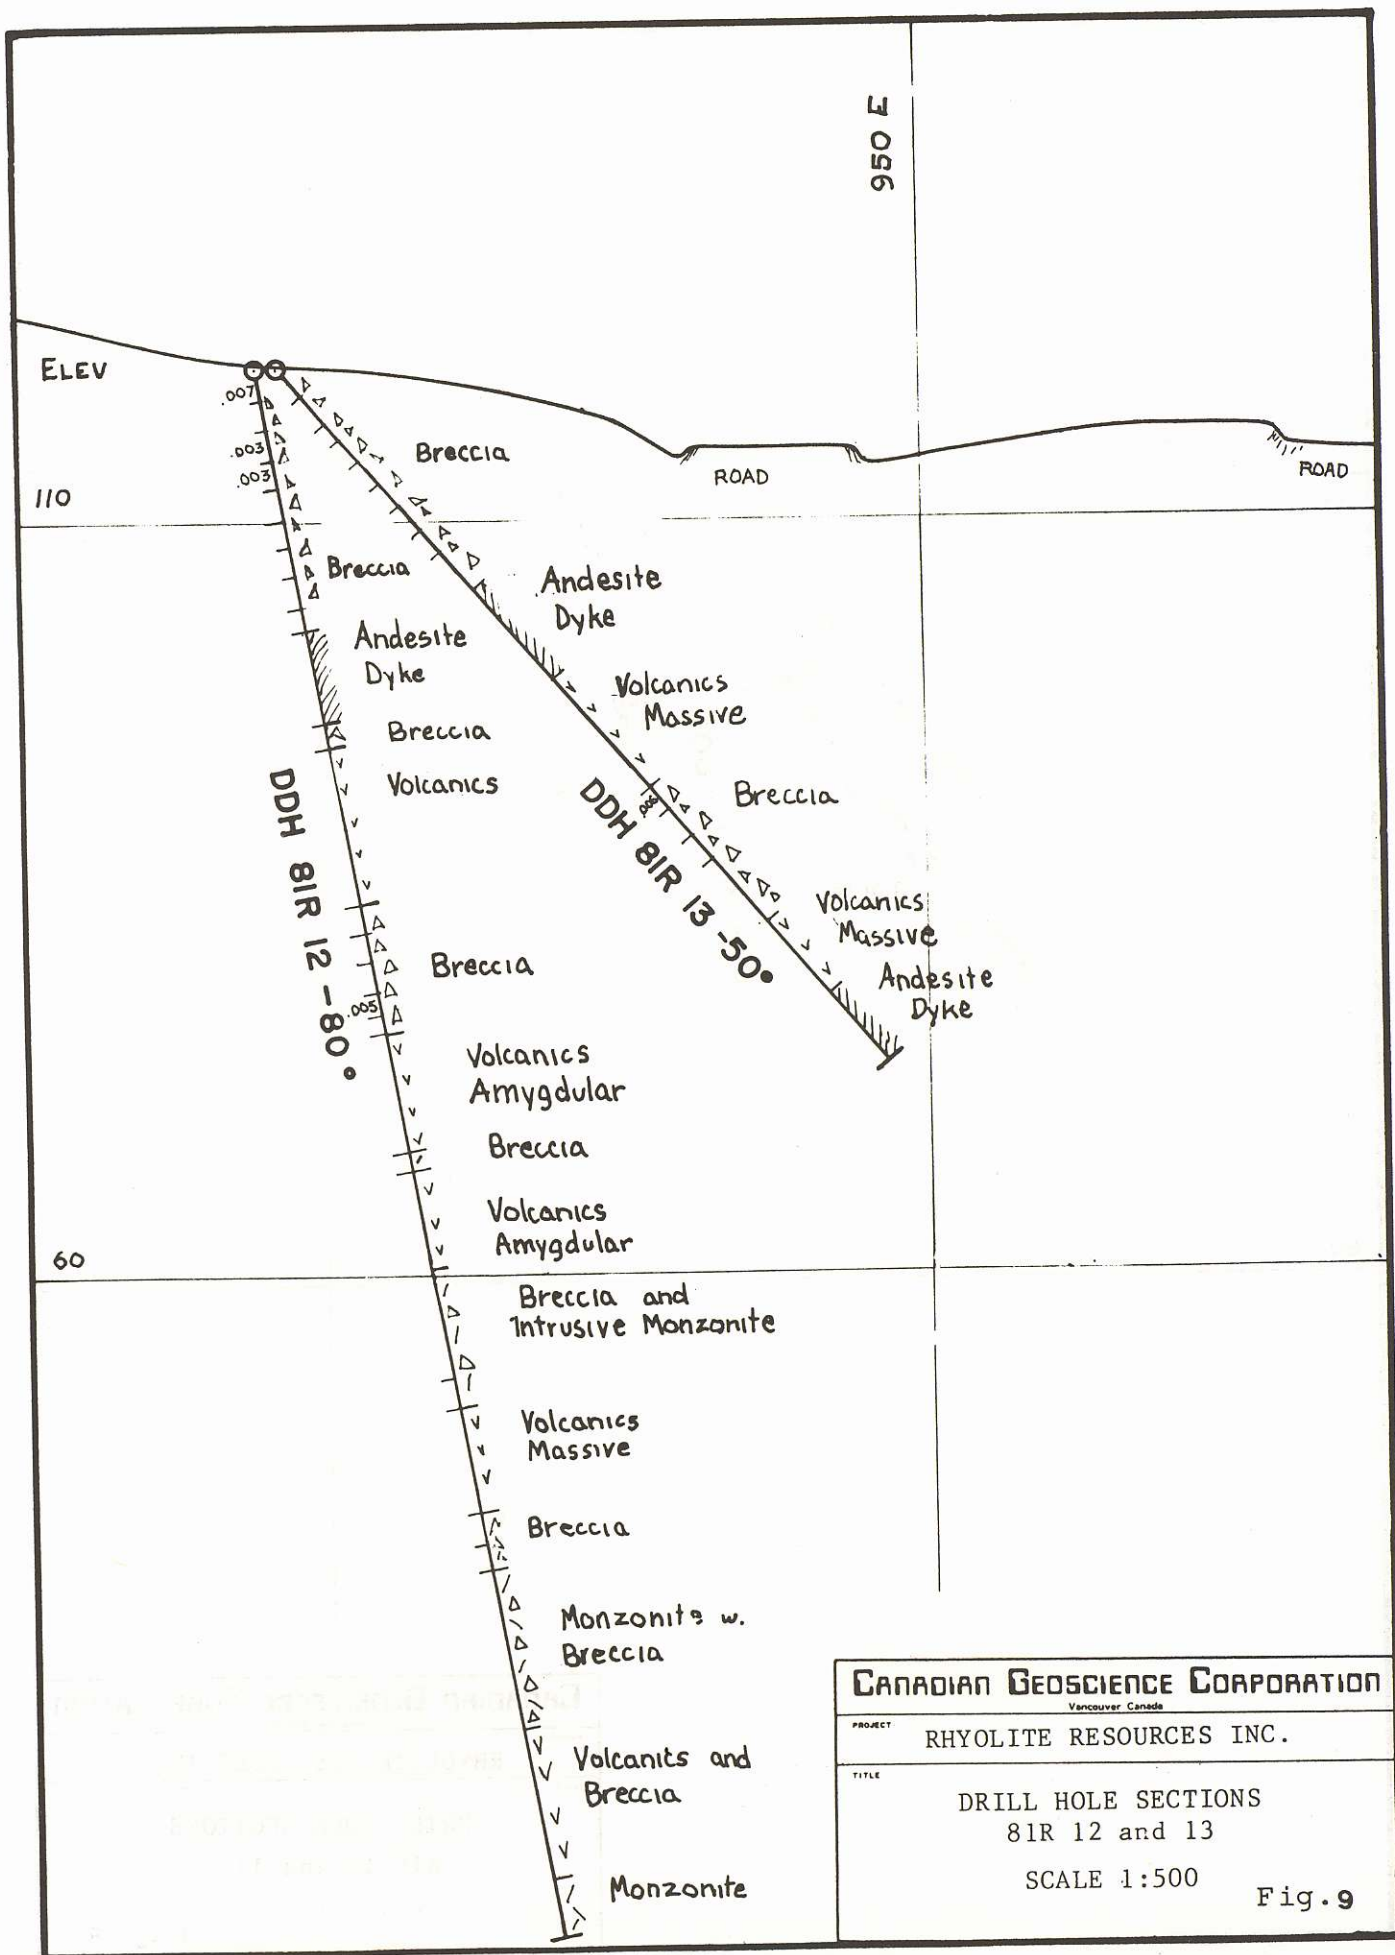 950 E
ELEV
.007
.003
.003
110
Breccia
ROAD
ROAD
Breccia
Andesite
Dyke
Andesite
Dyke
Breccia
Volcanics
Massive
Volcanics
Breccia
DDH 81R 12 -80°
DDH 81R 13 -50°
Volcanics
Massive
Breccia
Andesite
Dyke
.005
Volcanics
Amygdular
Breccia
Volcanics
Amygdular
60
Breccia and
Intrusive Monzonite
Volcanics
Massive
Breccia
Monzonite w.
Breccia
Volcanics and
Breccia
Monzonite
CANADIAN GEOSCIENCE CORPORATION
Vancouver Canada
PROJECT
RHYOLITE RESOURCES INC.
TITLE
DRILL HOLE SECTIONS
81R 12 and 13
SCALE 1:500
Fig.9